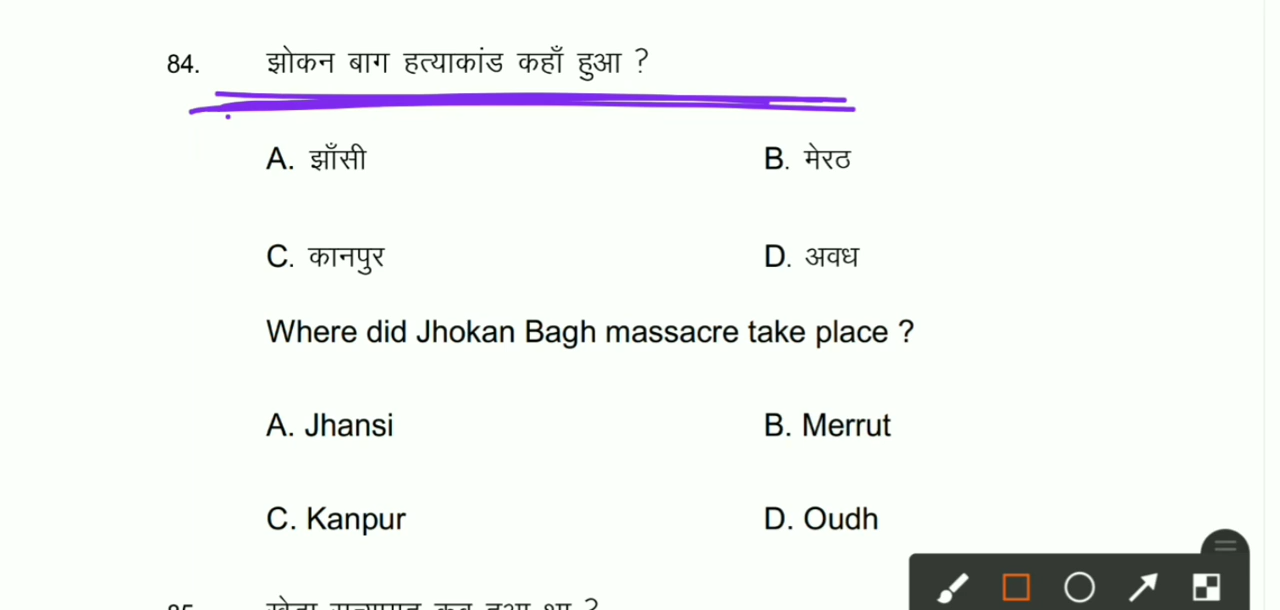 84. झोकन बाग हत्याकांड कहाँ हुआ ?
A. झाँसी B. मेरठ
C. कानपुर D. अवध
Where did Jhokan Bagh massacre take place ?
A. Jhansi B. Merrut
C. Kanpur D. Oudh